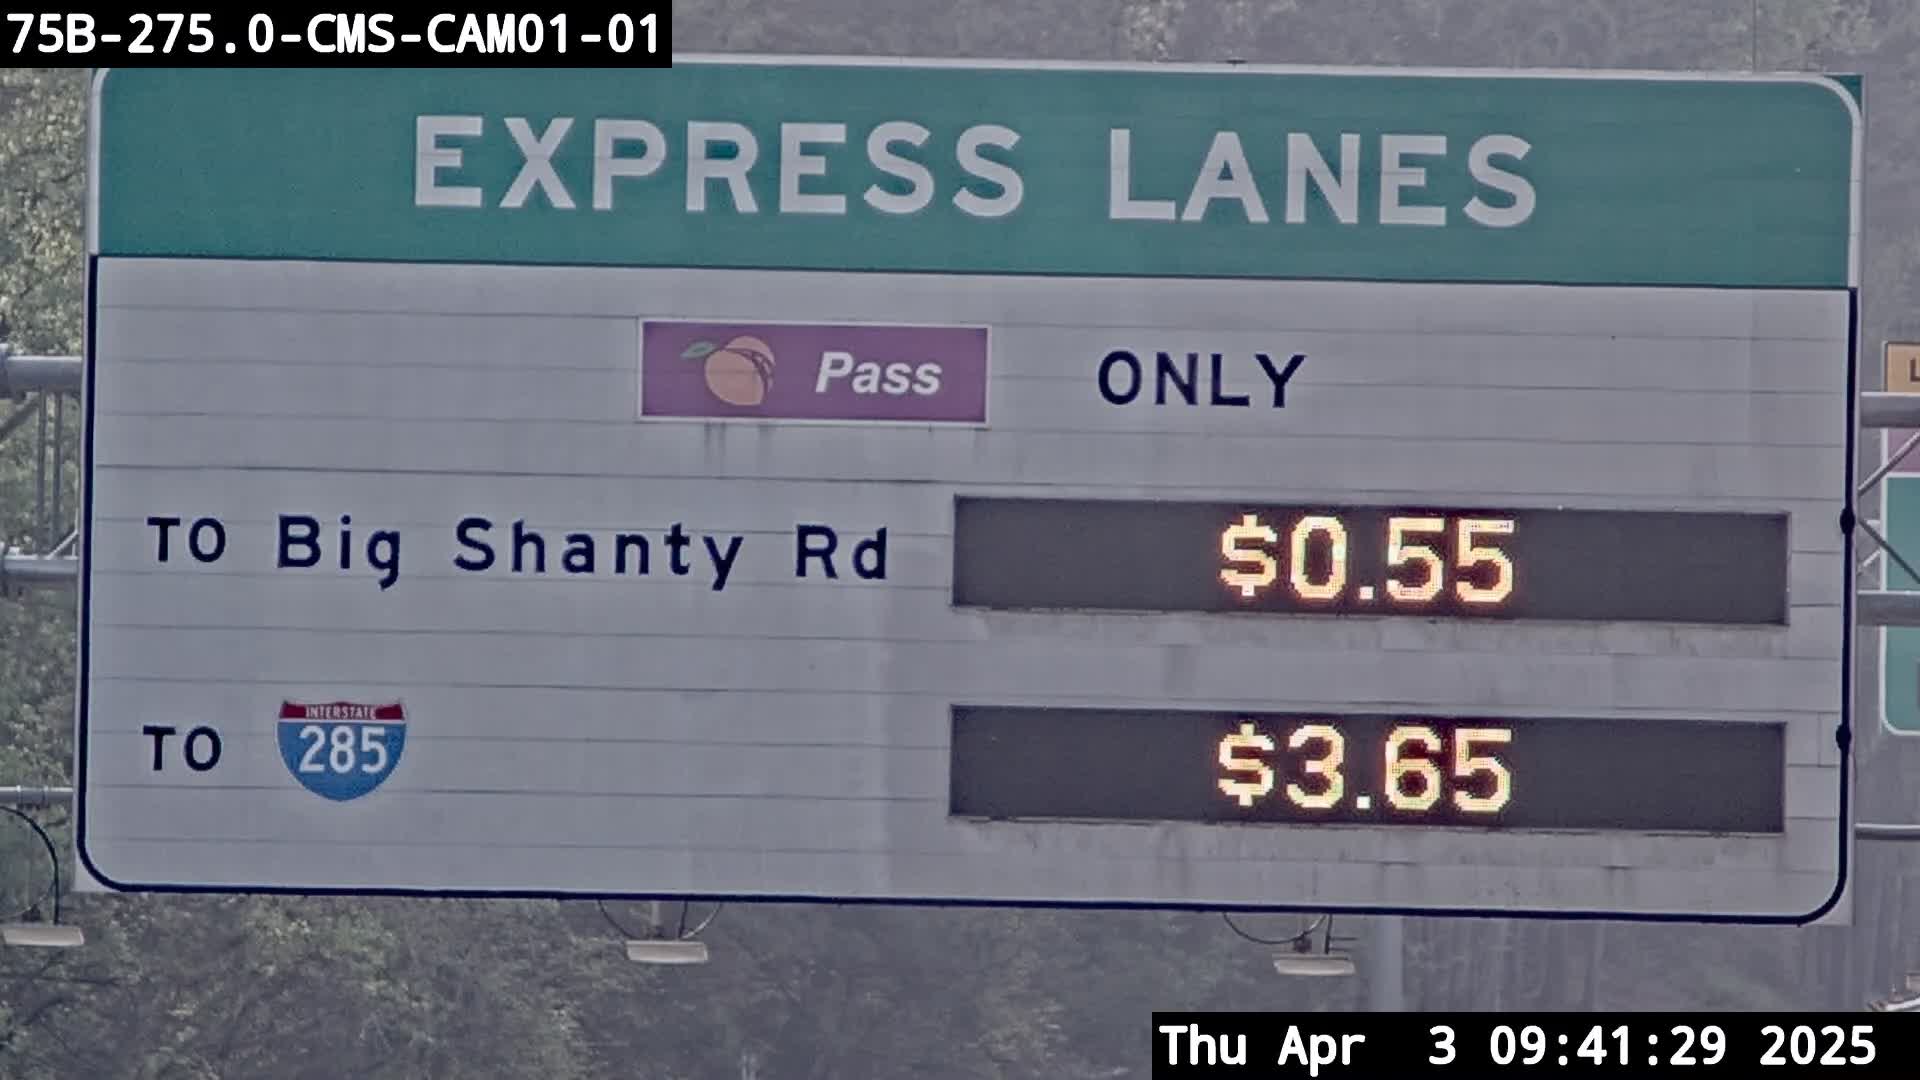 75B-275.0-CMS-CAM01-01
EXPRESS LANES
Pass ONLY
TO Big Shanty Rd $0.55
INTERSTATE
TO 285 $3.65
Thu Apr 3 09:41:29 2025